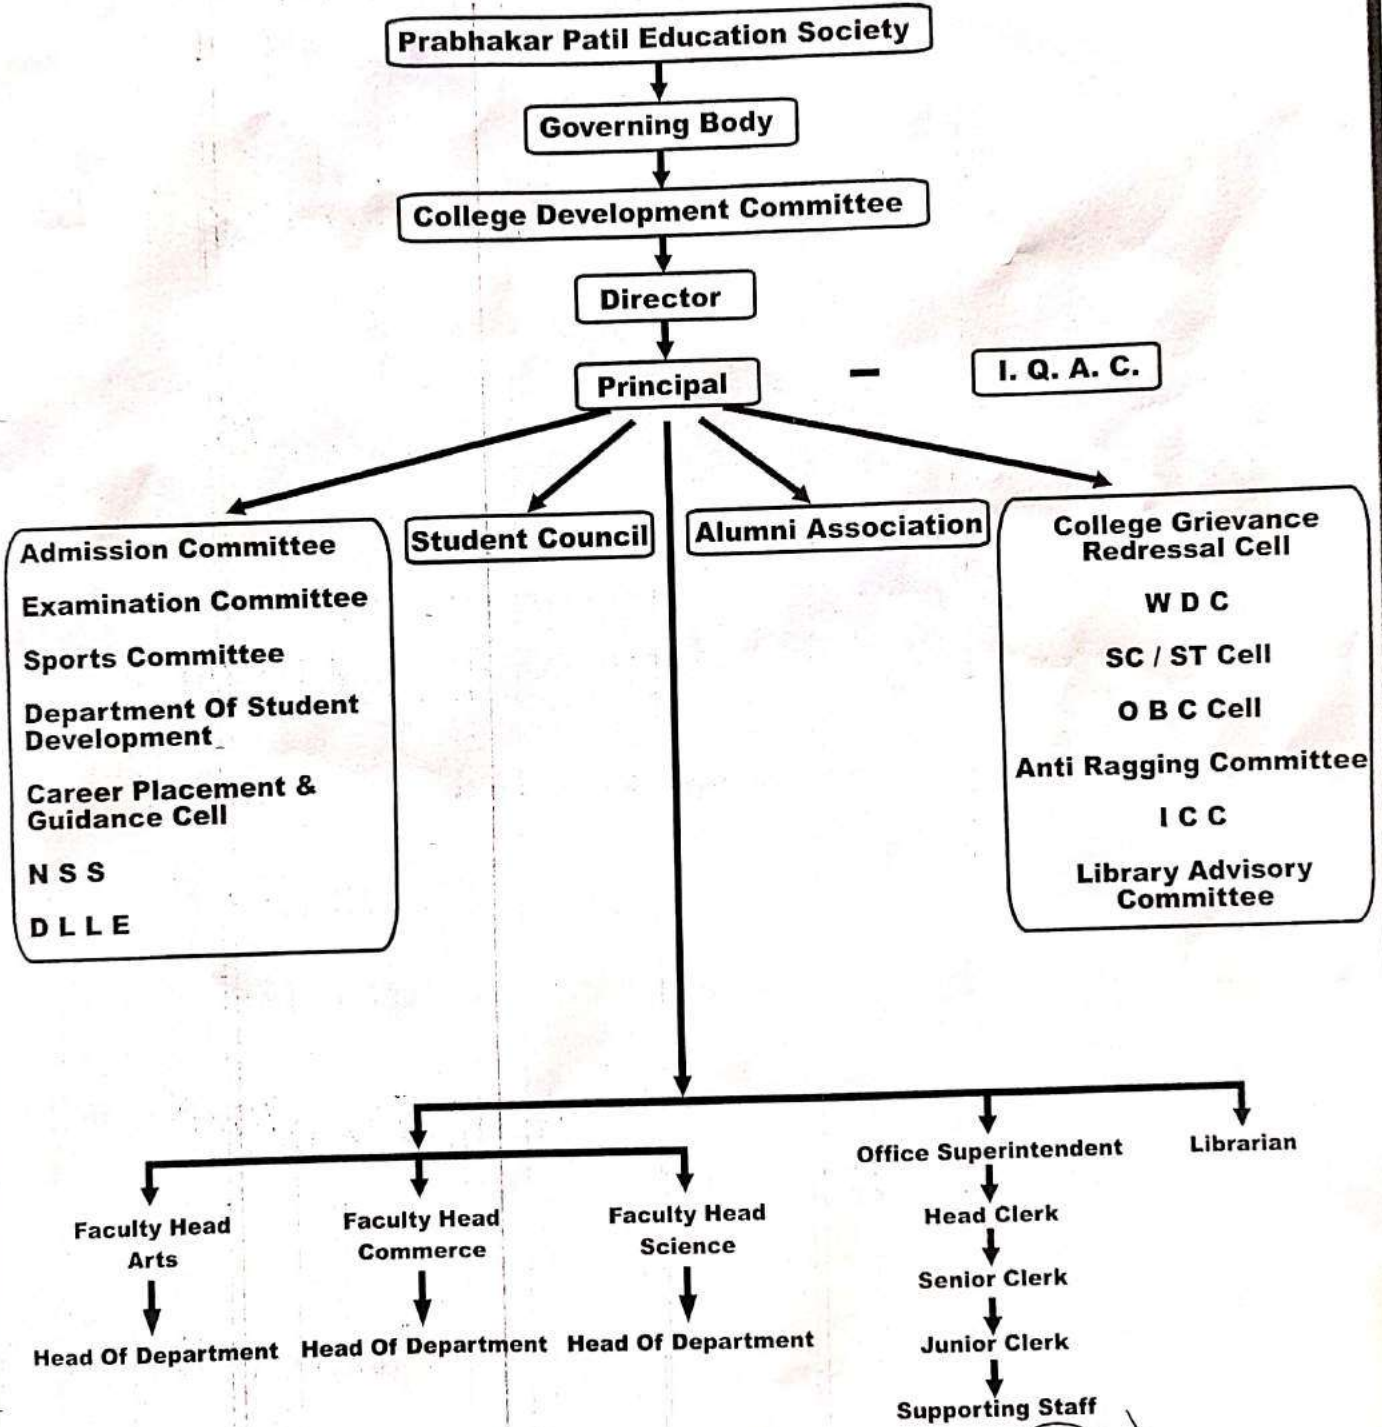 Prabhakar Patil Education Society
Governing Body
College Development Committee
Director
Principal
–
I. Q. A. C.
Admission Committee
Examination Committee
Sports Committee
Department Of Student
Development
Career Placement &
Guidance Cell
N S S
D L L E
Student Council
Alumni Association
College Grievance
Redressal Cell
W D C
SC / ST Cell
O B C Cell
Anti Ragging Committee
I C C
Library Advisory
Committee
Faculty Head
Arts
Head Of Department
Faculty Head
Commerce
Head Of Department
Faculty Head
Science
Head Of Department
Office Superintendent
Head Clerk
Senior Clerk
Junior Clerk
Supporting Staff
Librarian